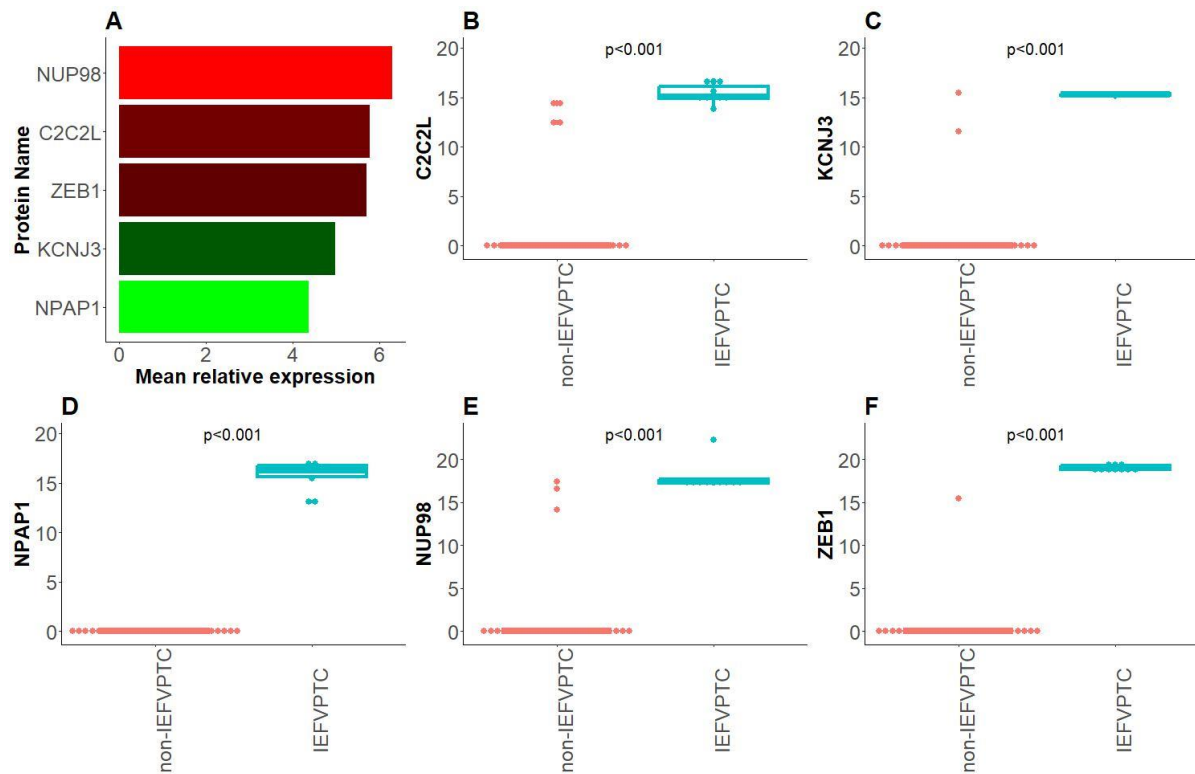 A
Protein Name
NUP98
C2C2L
ZEB1
KCNJ3
NPAP1
0 2 4 6
Mean relative expression
B
p<0.001
C2C2L
20
15
10
5
0
non-IEFVPTC
IEFVPTC
C
p<0.001
KCNJ3
20
15
10
5
0
non-IEFVPTC
IEFVPTC
D
p<0.001
NPAP1
20
15
10
5
0
non-IEFVPTC
IEFVPTC
E
p<0.001
NUP98
20
15
10
5
0
non-IEFVPTC
IEFVPTC
F
p<0.001
ZEB1
20
15
10
5
0
non-IEFVPTC
IEFVPTC